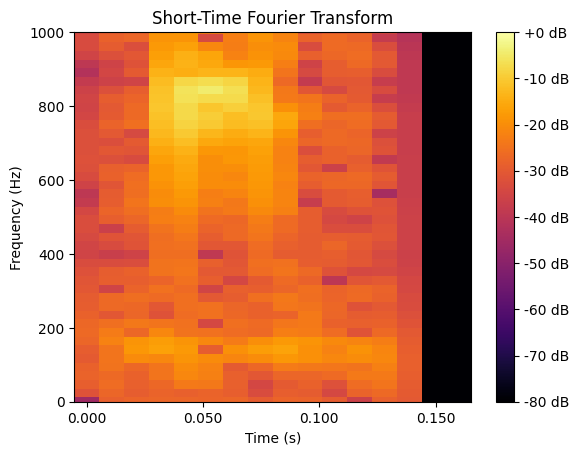 Short-Time Fourier Transform
1000
800
600
400
200
0
Frequency (Hz)
0.000
0.050
0.100
0.150
Time (s)
+0 dB
-10 dB
-20 dB
-30 dB
-40 dB
-50 dB
-60 dB
-70 dB
-80 dB